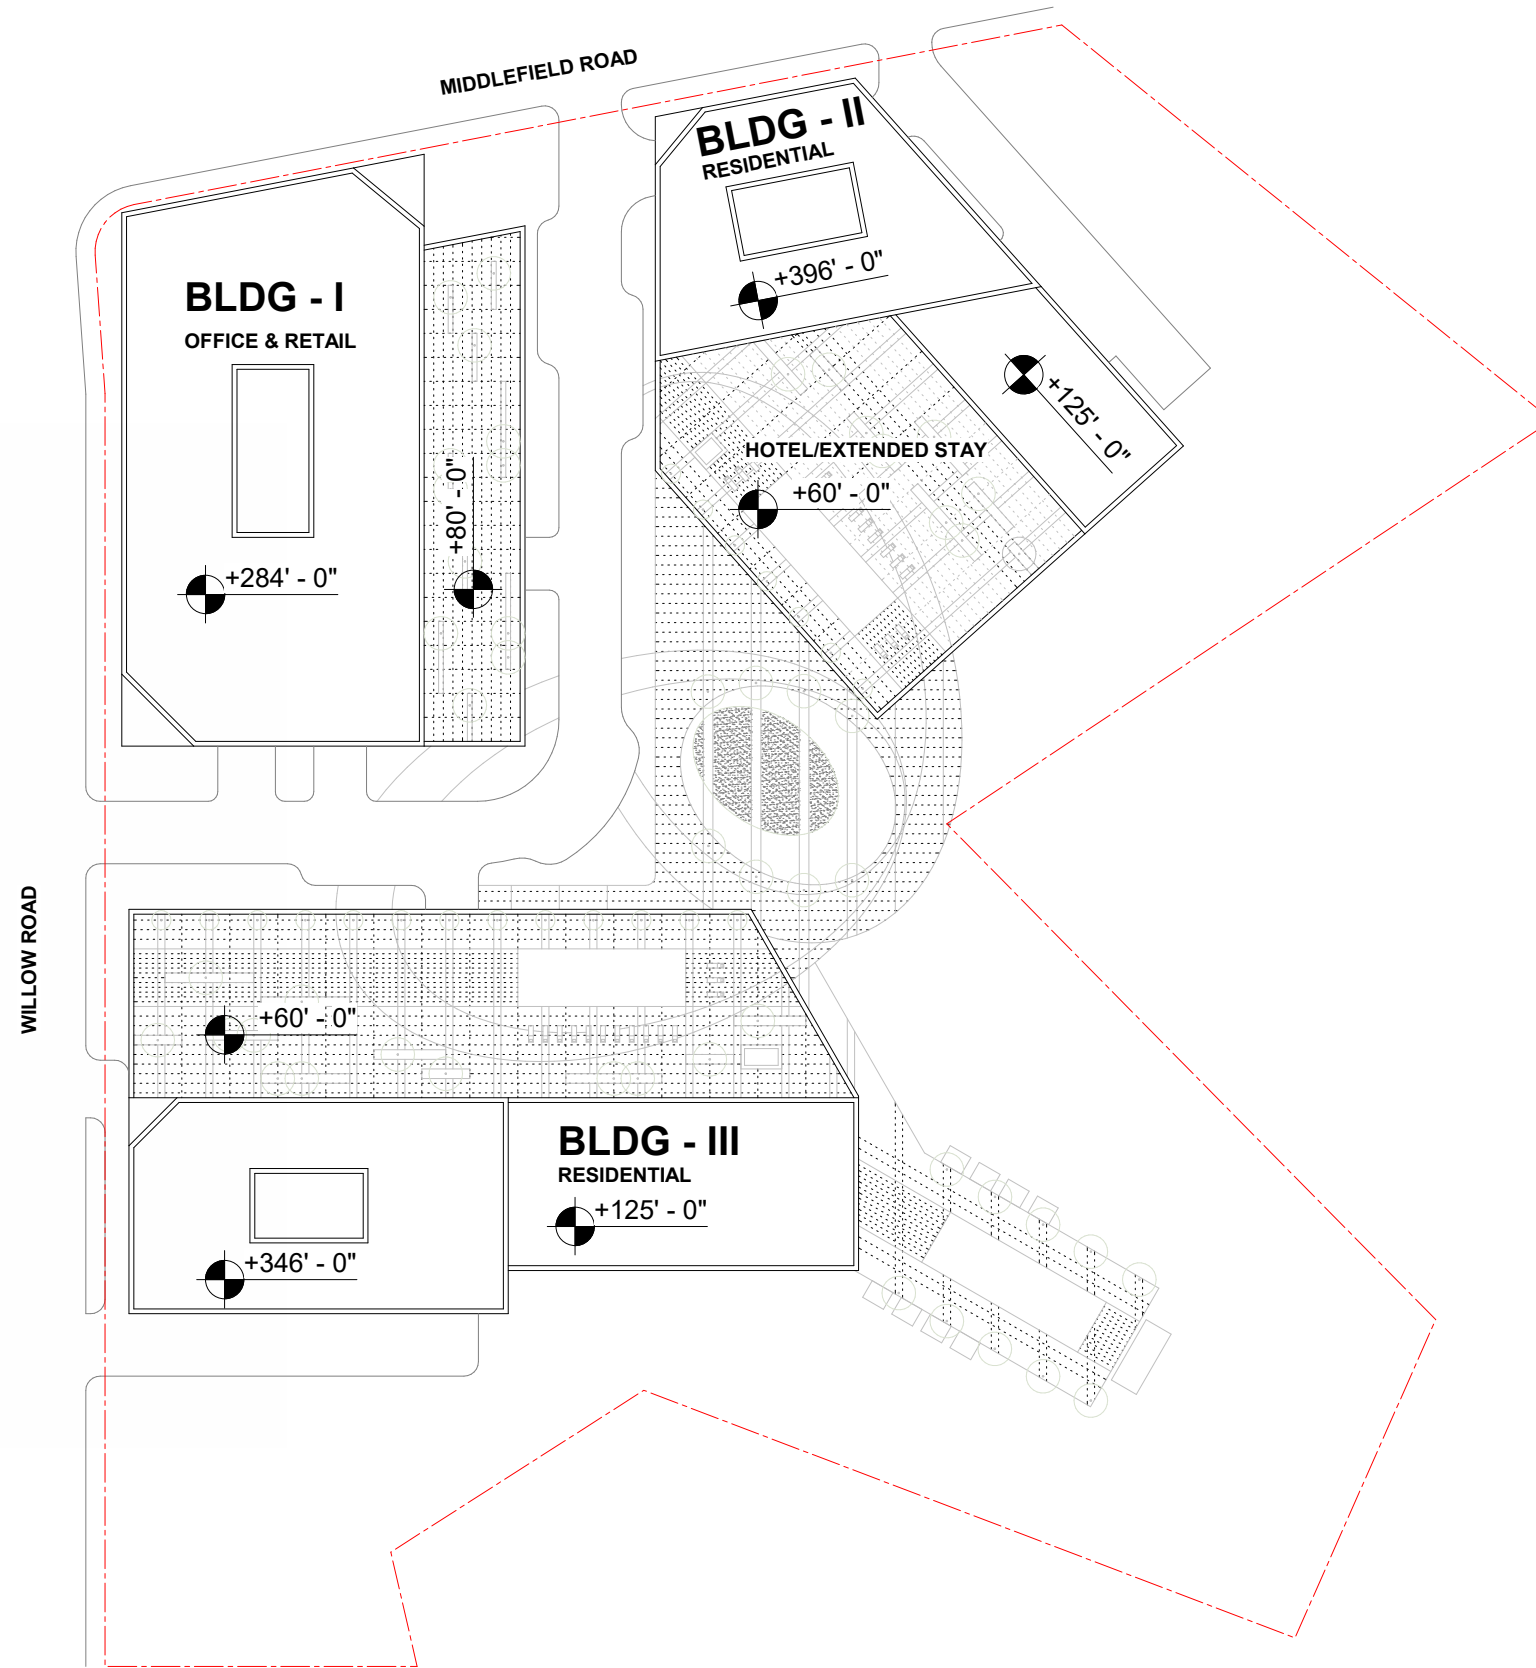 MIDDLEFIELD ROAD
BLDG - II
RESIDENTIAL
+396' - 0"
BLDG - I
OFFICE & RETAIL
+125' - 0"
HOTEL/EXTENDED STAY
+60' - 0"
+80' - 0"
+284' - 0"
WILLOW ROAD
+60' - 0"
BLDG - III
RESIDENTIAL
+125' - 0"
+346' - 0"